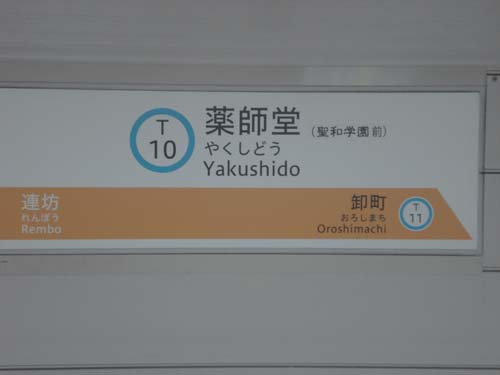 T
10
薬師堂 (聖和学園前)
やくしどう
Yakushido
連坊
れんぼう
Rembo
卸町
おろしまち
Oroshimachi
T
11